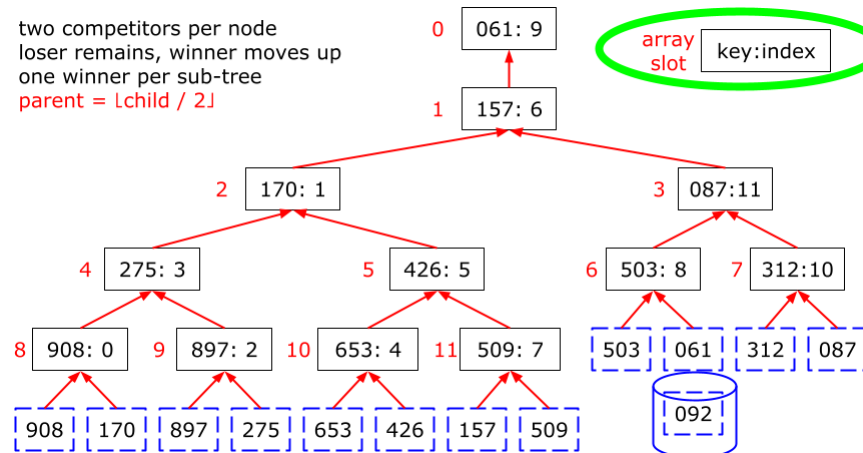 two competitors per node
loser remains, winner moves up
one winner per sub-tree
parent = ⌊child / 2⌋
0 061: 9
array
slot
key:index
1 157: 6
2 170: 1
3 087:11
4 275: 3
5 426: 5
6 503: 8
7 312:10
8 908: 0
9 897: 2
10 653: 4
11 509: 7
503 061 312 087
908 170 897 275 653 426 157 509
092